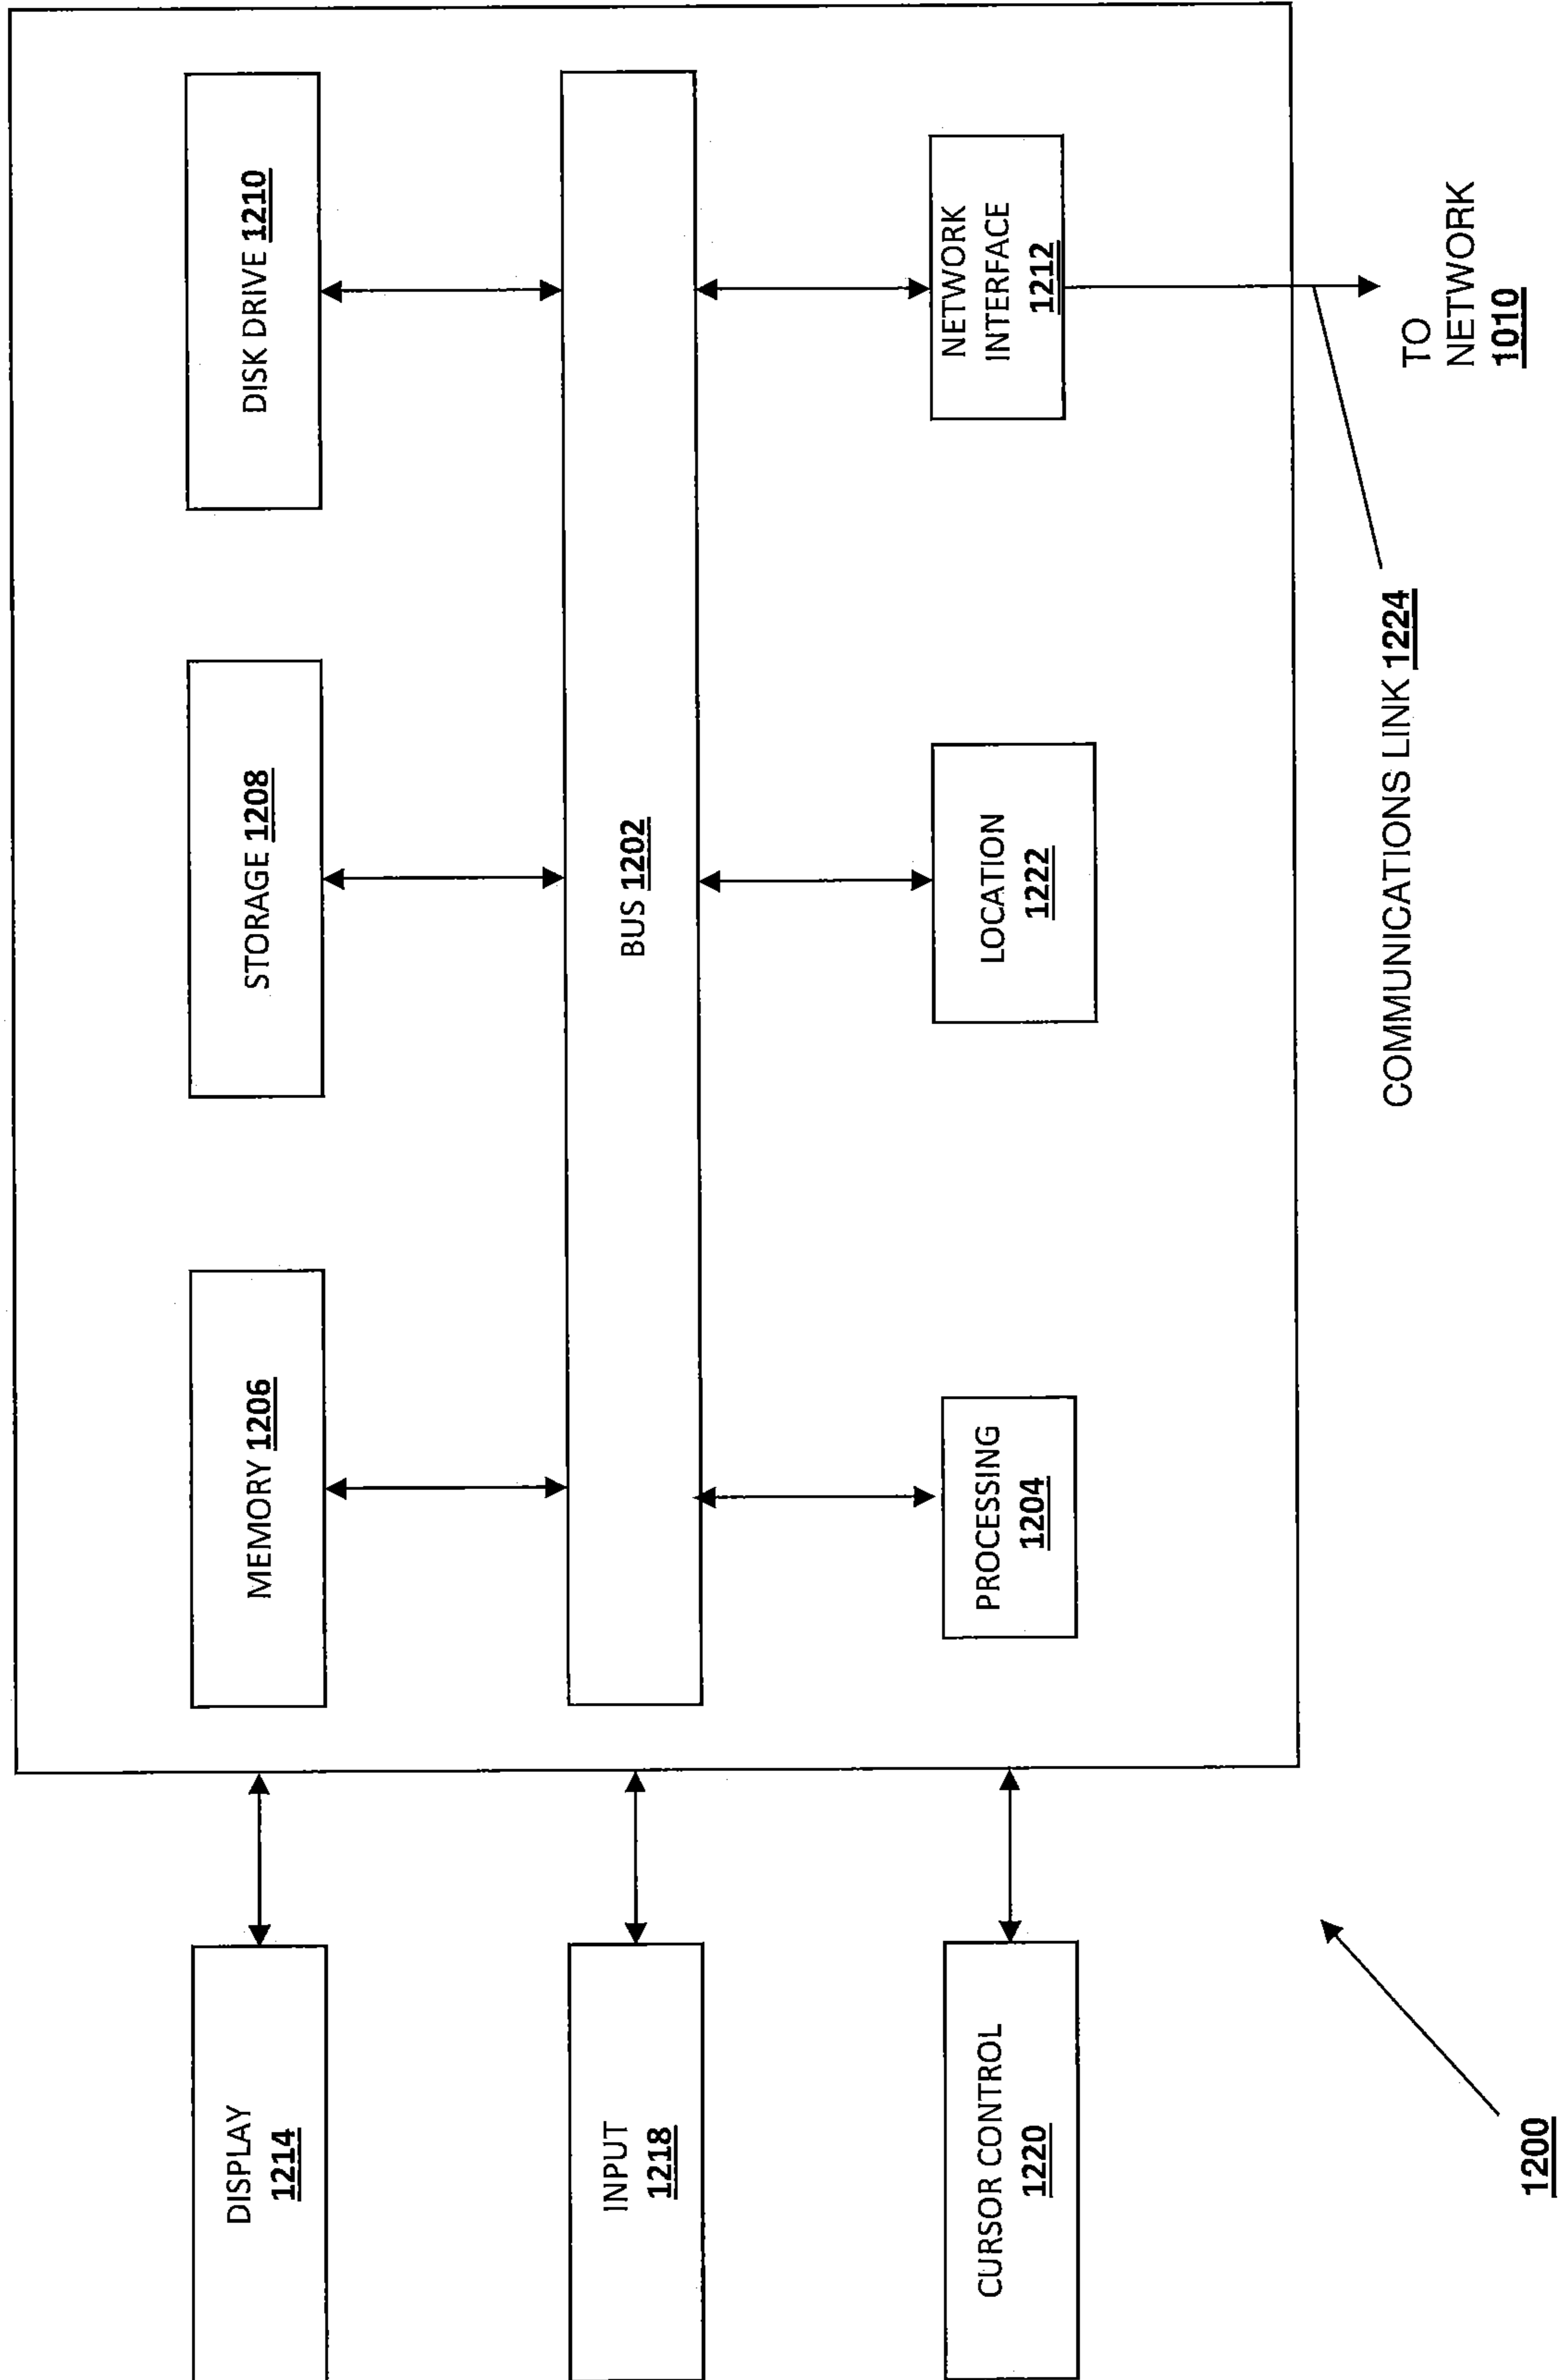 DISPLAY
1214
MEMORY 1206
STORAGE 1208
DISK DRIVE 1210
INPUT
1218
BUS 1202
CURSOR CONTROL
1220
PROCESSING
1204
LOCATION
1222
NETWORK
INTERFACE
1212
COMMUNICATIONS LINK 1224
TO
NETWORK
1010
1200